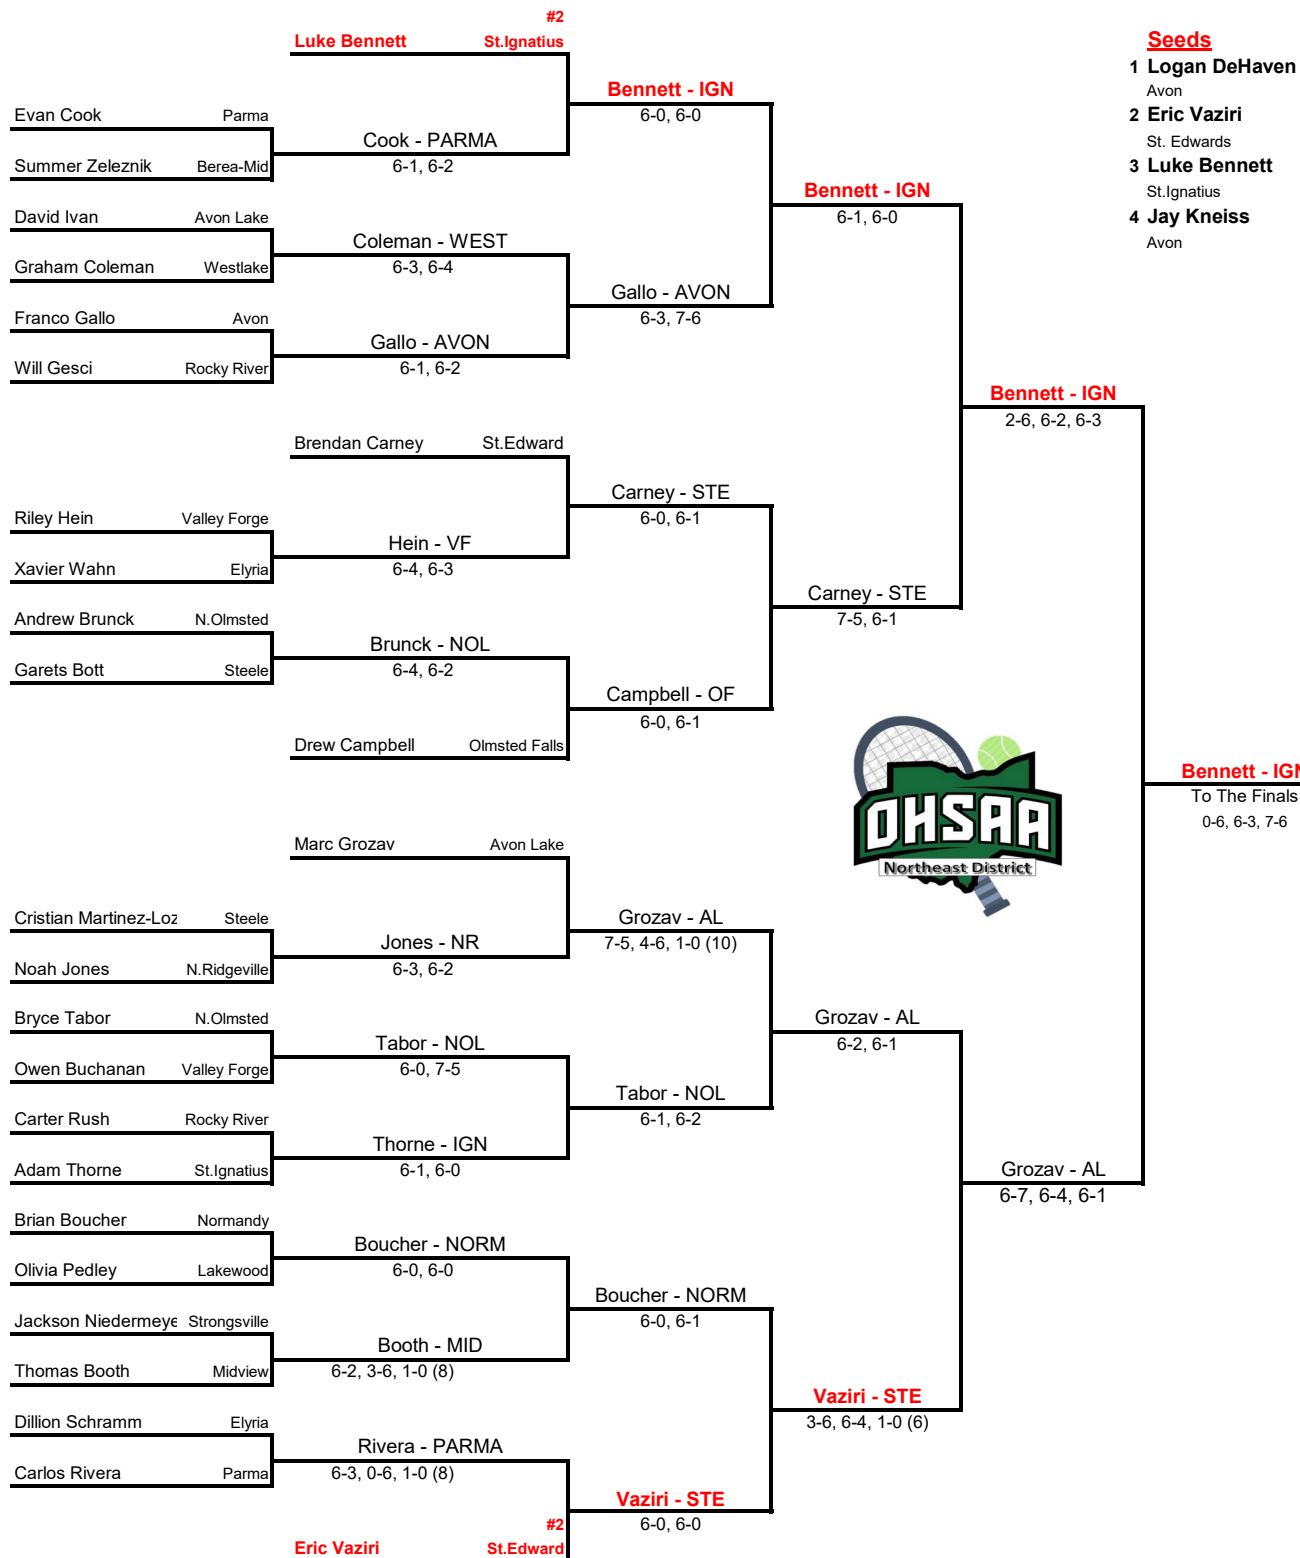 #2
Luke Bennett St.Ignatius
Seeds
1 Logan DeHaven
Avon
2 Eric Vaziri
St. Edwards
3 Luke Bennett
St.Ignatius
4 Jay Kneiss
Avon
Bennett - IGN
6-0, 6-0
Evan Cook Parma
Cook - PARMA
6-1, 6-2
Summer Zeleznik Berea-Mid
Bennett - IGN
6-1, 6-0
David Ivan Avon Lake
Coleman - WEST
6-3, 6-4
Graham Coleman Westlake
Gallo - AVON
6-3, 7-6
Franco Gallo Avon
Gallo - AVON
6-1, 6-2
Will Gesci Rocky River
Bennett - IGN
2-6, 6-2, 6-3
Brendan Carney St.Edward
Carney - STE
6-0, 6-1
Riley Hein Valley Forge
Hein - VF
6-4, 6-3
Xavier Wahn Elyria
Carney - STE
7-5, 6-1
Andrew Brunck N.Olmsted
Brunck - NOL
6-4, 6-2
Garets Bott Steele
Campbell - OF
6-0, 6-1
Drew Campbell Olmsted Falls
OHSAA
Northeast District
Bennett - IGN
To The Finals
0-6, 6-3, 7-6
Marc Grozav Avon Lake
Grozav - AL
7-5, 4-6, 1-0 (10)
Cristian Martinez-Loz Steele
Jones - NR
6-3, 6-2
Noah Jones N.Ridgeville
Bryce Tabor N.Olmsted
Grozav - AL
6-2, 6-1
Tabor - NOL
6-0, 7-5
Owen Buchanan Valley Forge
Tabor - NOL
6-1, 6-2
Carter Rush Rocky River
Thorne - IGN
6-1, 6-0
Adam Thorne St.Ignatius
Grozav - AL
6-7, 6-4, 6-1
Brian Boucher Normandy
Boucher - NORM
6-0, 6-0
Olivia Pedley Lakewood
Boucher - NORM
6-0, 6-1
Jackson Niedermeye Strongsville
Booth - MID
6-2, 3-6, 1-0 (8)
Thomas Booth Midview
Vaziri - STE
3-6, 6-4, 1-0 (6)
Dillion Schramm Elyria
Rivera - PARMA
6-3, 0-6, 1-0 (8)
Carlos Rivera Parma
Vaziri - STE
6-0, 6-0
#2
Eric Vaziri St.Edward